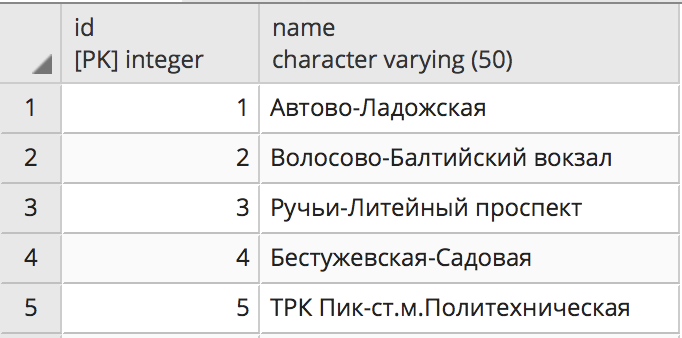 id name
[PK] integer character varying (50)
1 1 Автово-Ладожская
2 2 Волосово-Балтийский вокзал
3 3 Ручьи-Литейный проспект
4 4 Бестужевская-Садовая
5 5 ТРК Пик-ст.м.Политехническая